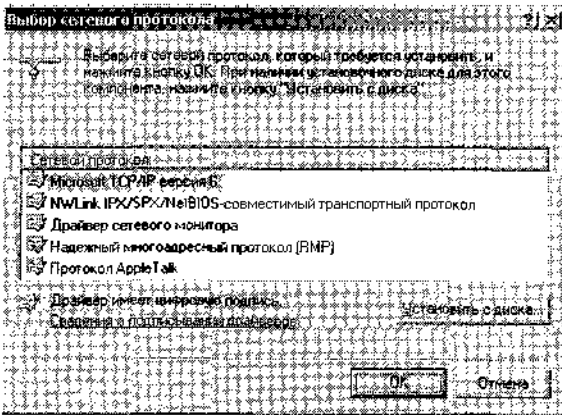 Выбор сетевого протокола
Выберите сетевой протокол, который требуется установить, и
нажмите кнопку OK. При наличии установочного диска для этого
компонента, нажмите кнопку "Установить с диска".
Сетевой протокол:
Microsoft TCP/IP версия 6
NWLink IPX/SPX/NetBIOS-совместимый транспортный протокол
Драйвер сетевого монитора
Надежный многоадресный протокол (RMP)
Протокол AppleTalk
Драйвер имеет цифровую подпись.
Сведения о подписывании драйверов
Установить с диска...
OK
Отмена